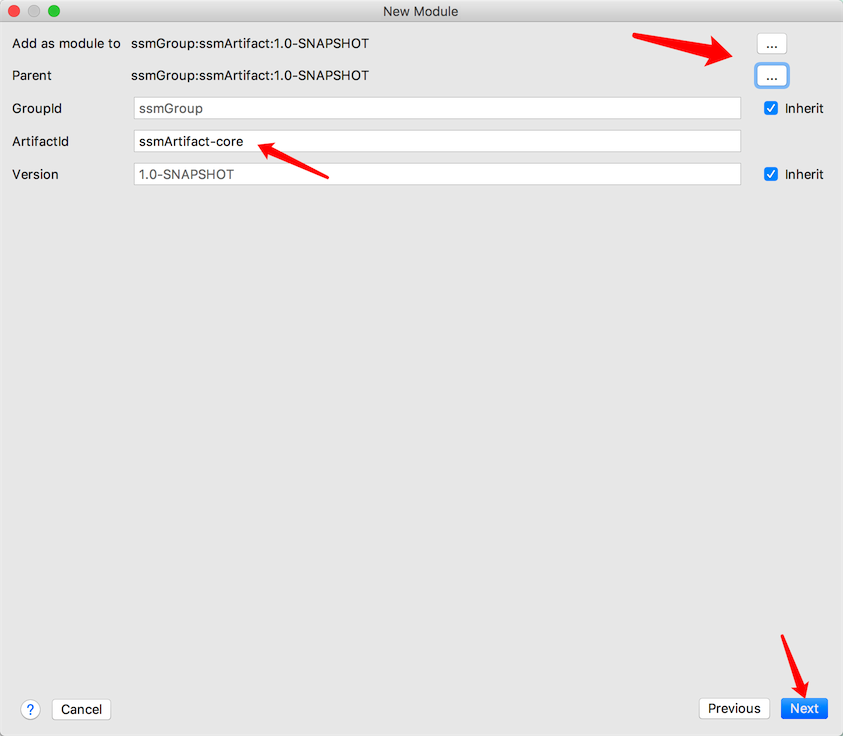 New Module
Add as module to ssmGroup:ssmArtifact:1.0-SNAPSHOT ...
Parent ssmGroup:ssmArtifact:1.0-SNAPSHOT ...
GroupId ssmGroup Inherit
ArtifactId ssmArtifact-core
Version 1.0-SNAPSHOT Inherit
? Cancel Previous Next